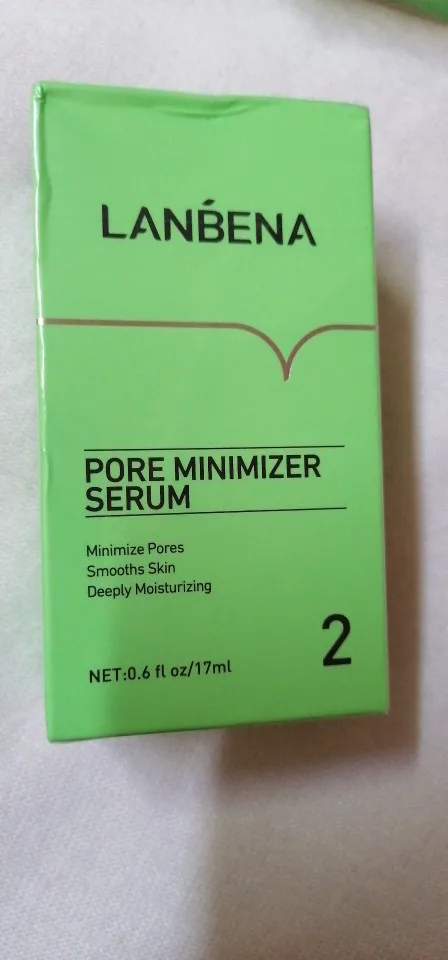 LANBENA
PORE MINIMIZER
SERUM
Minimize Pores
Smooths Skin
Deeply Moisturizing
NET:0.6 fl oz/17ml
2